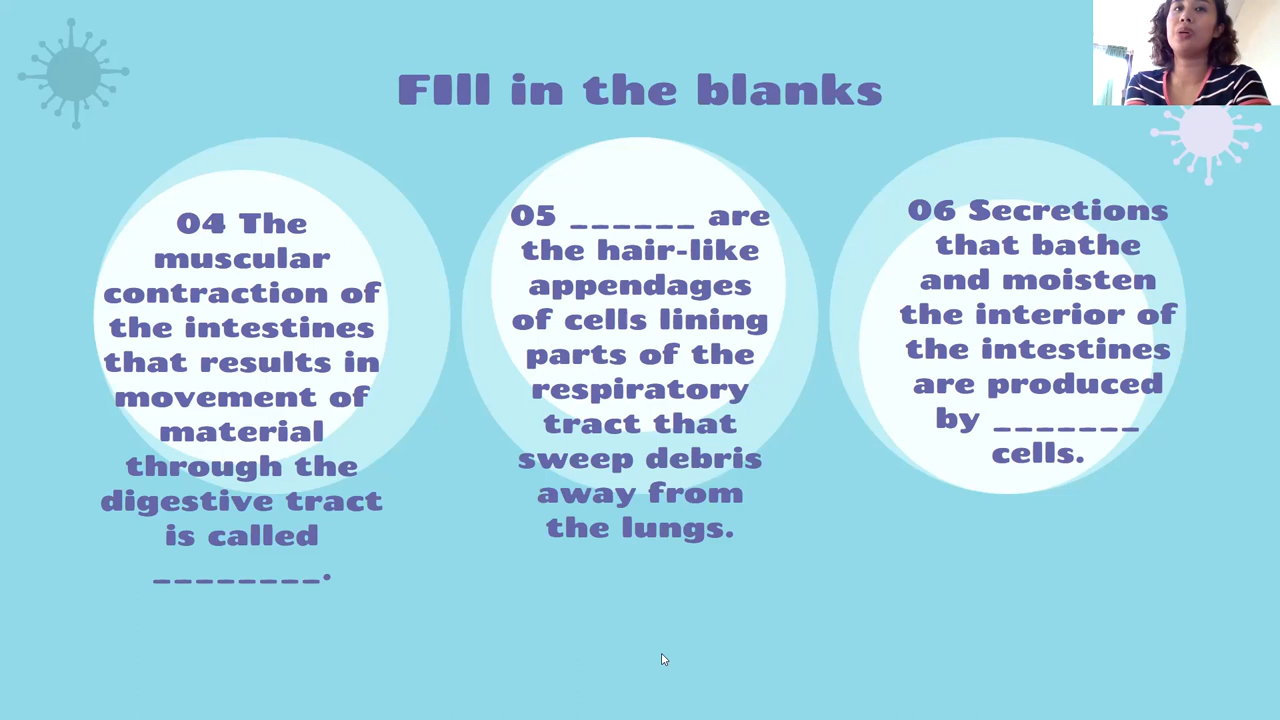 FIll in the blanks
04 The
muscular
contraction of
the intestines
that results in
movement of
material
through the
digestive tract
is called
________.
05 ______ are
the hair-like
appendages
of cells lining
parts of the
respiratory
tract that
sweep debris
away from
the lungs.
06 Secretions
that bathe
and moisten
the interior of
the intestines
are produced
by _______
cells.